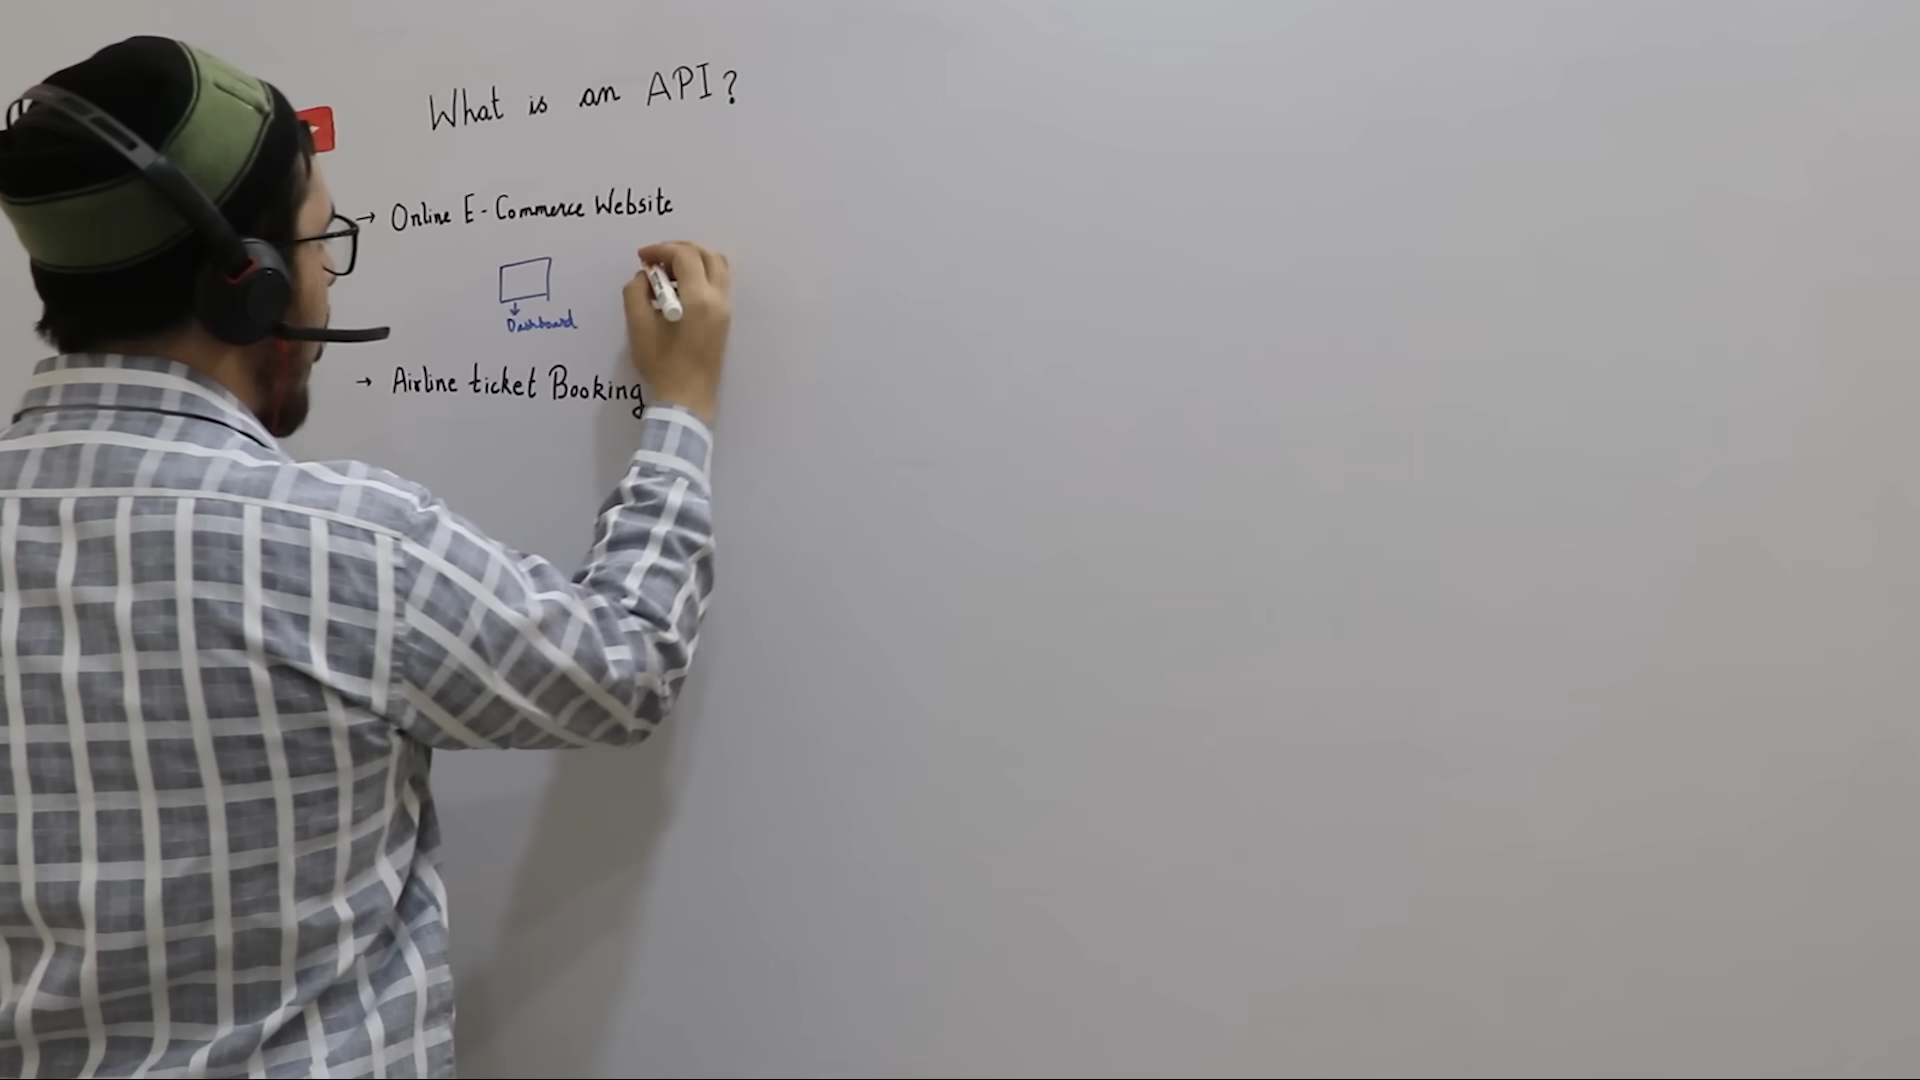 What is an API?
→ Online E-Commerce Website
Dashboard
→ Airline ticket Booking